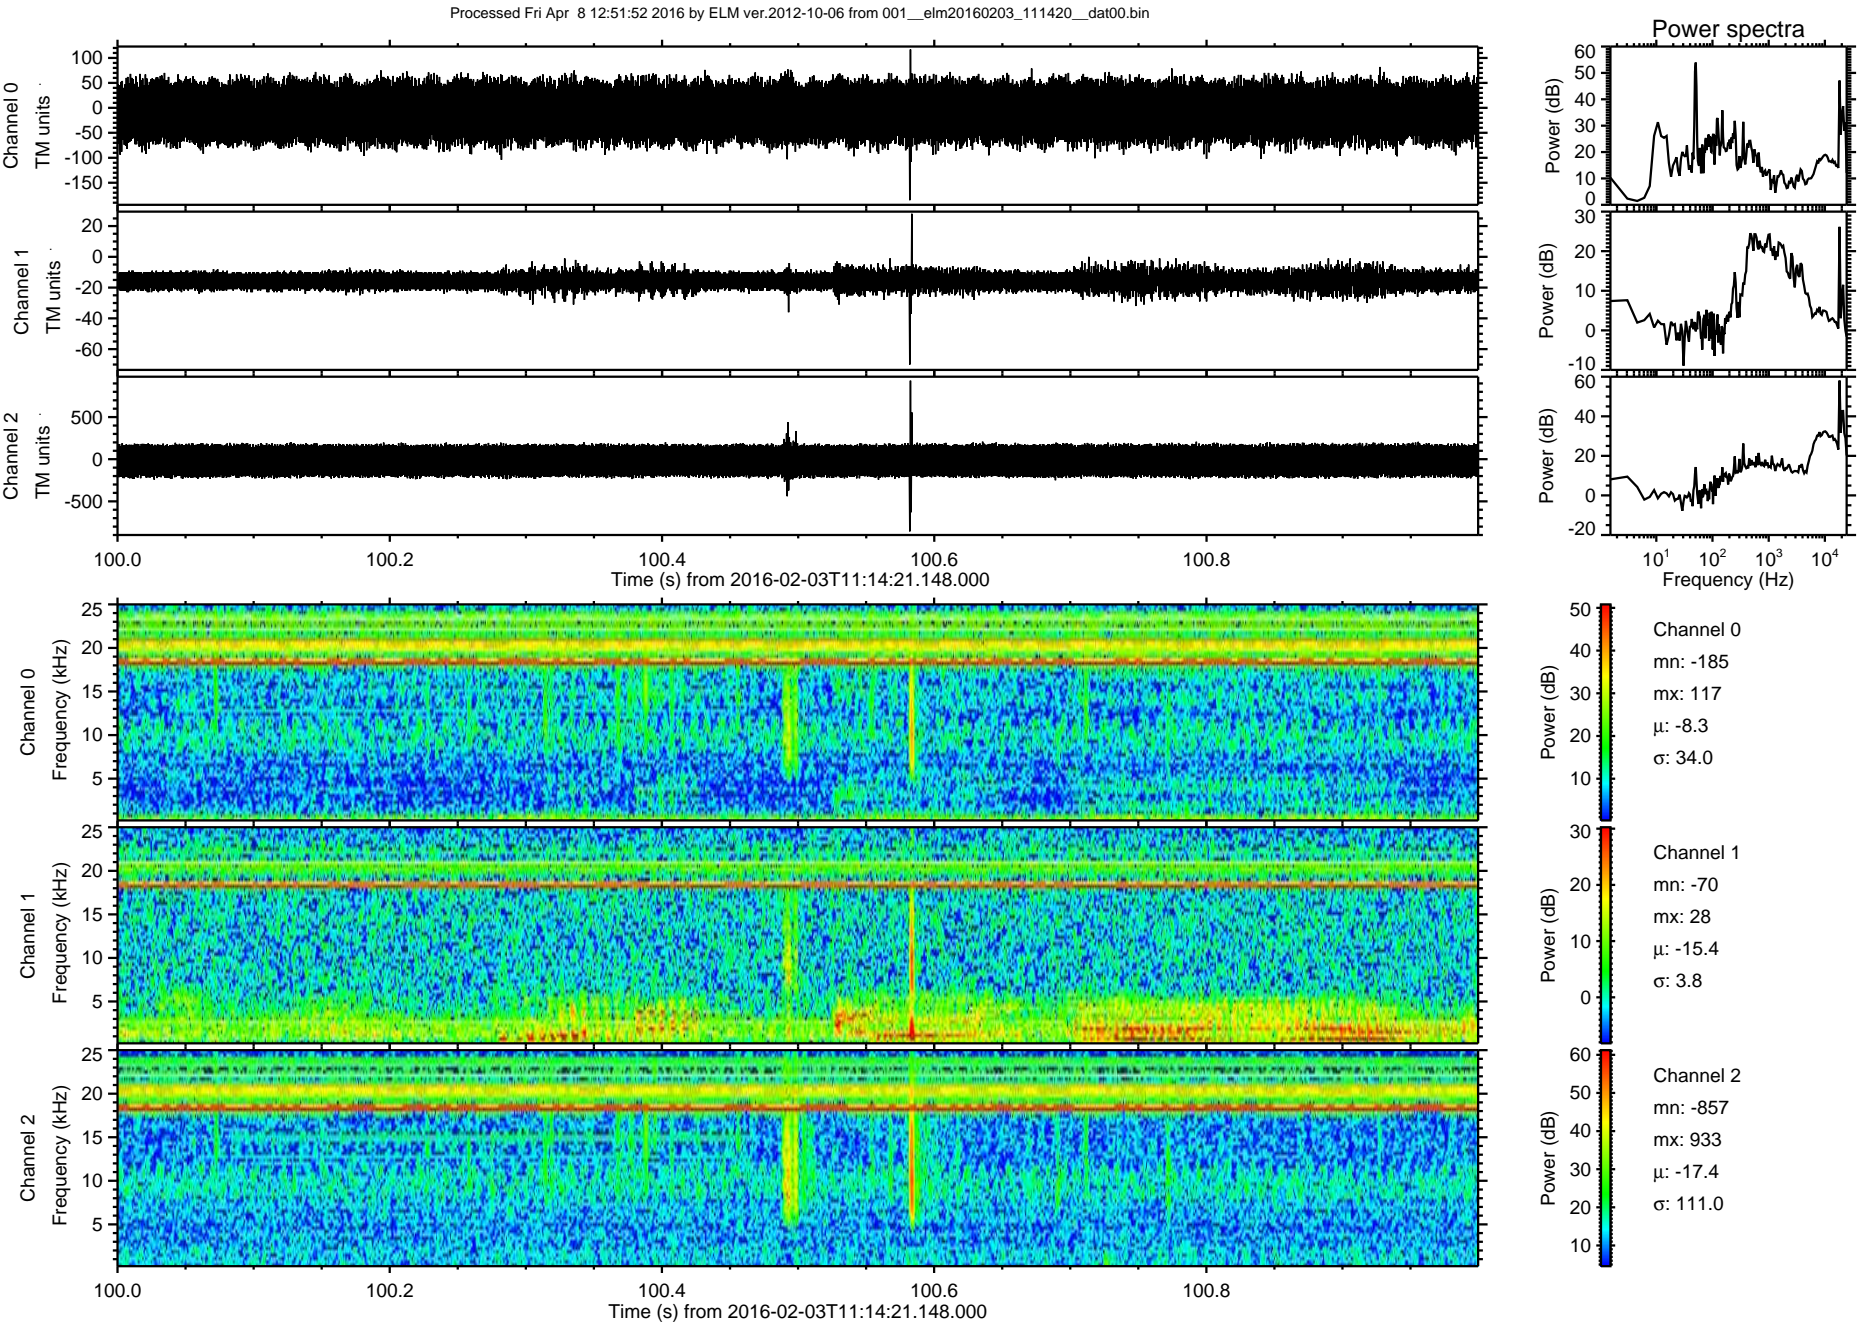 Processed Fri Apr  8 12:51:52 2016 by ELM ver.2012-10-06 from 001__elm20160203_111420__dat00.bin
Power spectra
Channel 0
TM units
100
50
0
-50
-100
-150
Power (dB)
60
50
40
30
20
10
0
Channel 1
TM units
20
0
-20
-40
-60
Power (dB)
30
20
10
0
-10
Channel 2
TM units
500
0
-500
Power (dB)
60
40
20
0
-20
100.0 100.2 100.4 100.6 100.8
Time (s) from 2016-02-03T11:14:21.148.000
10^1 10^2 10^3 10^4
Frequency (Hz)
Channel 0
Frequency (kHz)
25
20
15
10
5
Power (dB)
50
40
30
20
10
Channel 0
mn: -185
mx: 117
μ: -8.3
σ: 34.0
Channel 1
Frequency (kHz)
25
20
15
10
5
Power (dB)
30
20
10
0
Channel 1
mn: -70
mx: 28
μ: -15.4
σ: 3.8
Channel 2
Frequency (kHz)
25
20
15
10
5
Power (dB)
60
50
40
30
20
10
Channel 2
mn: -857
mx: 933
μ: -17.4
σ: 111.0
100.0 100.2 100.4 100.6 100.8
Time (s) from 2016-02-03T11:14:21.148.000